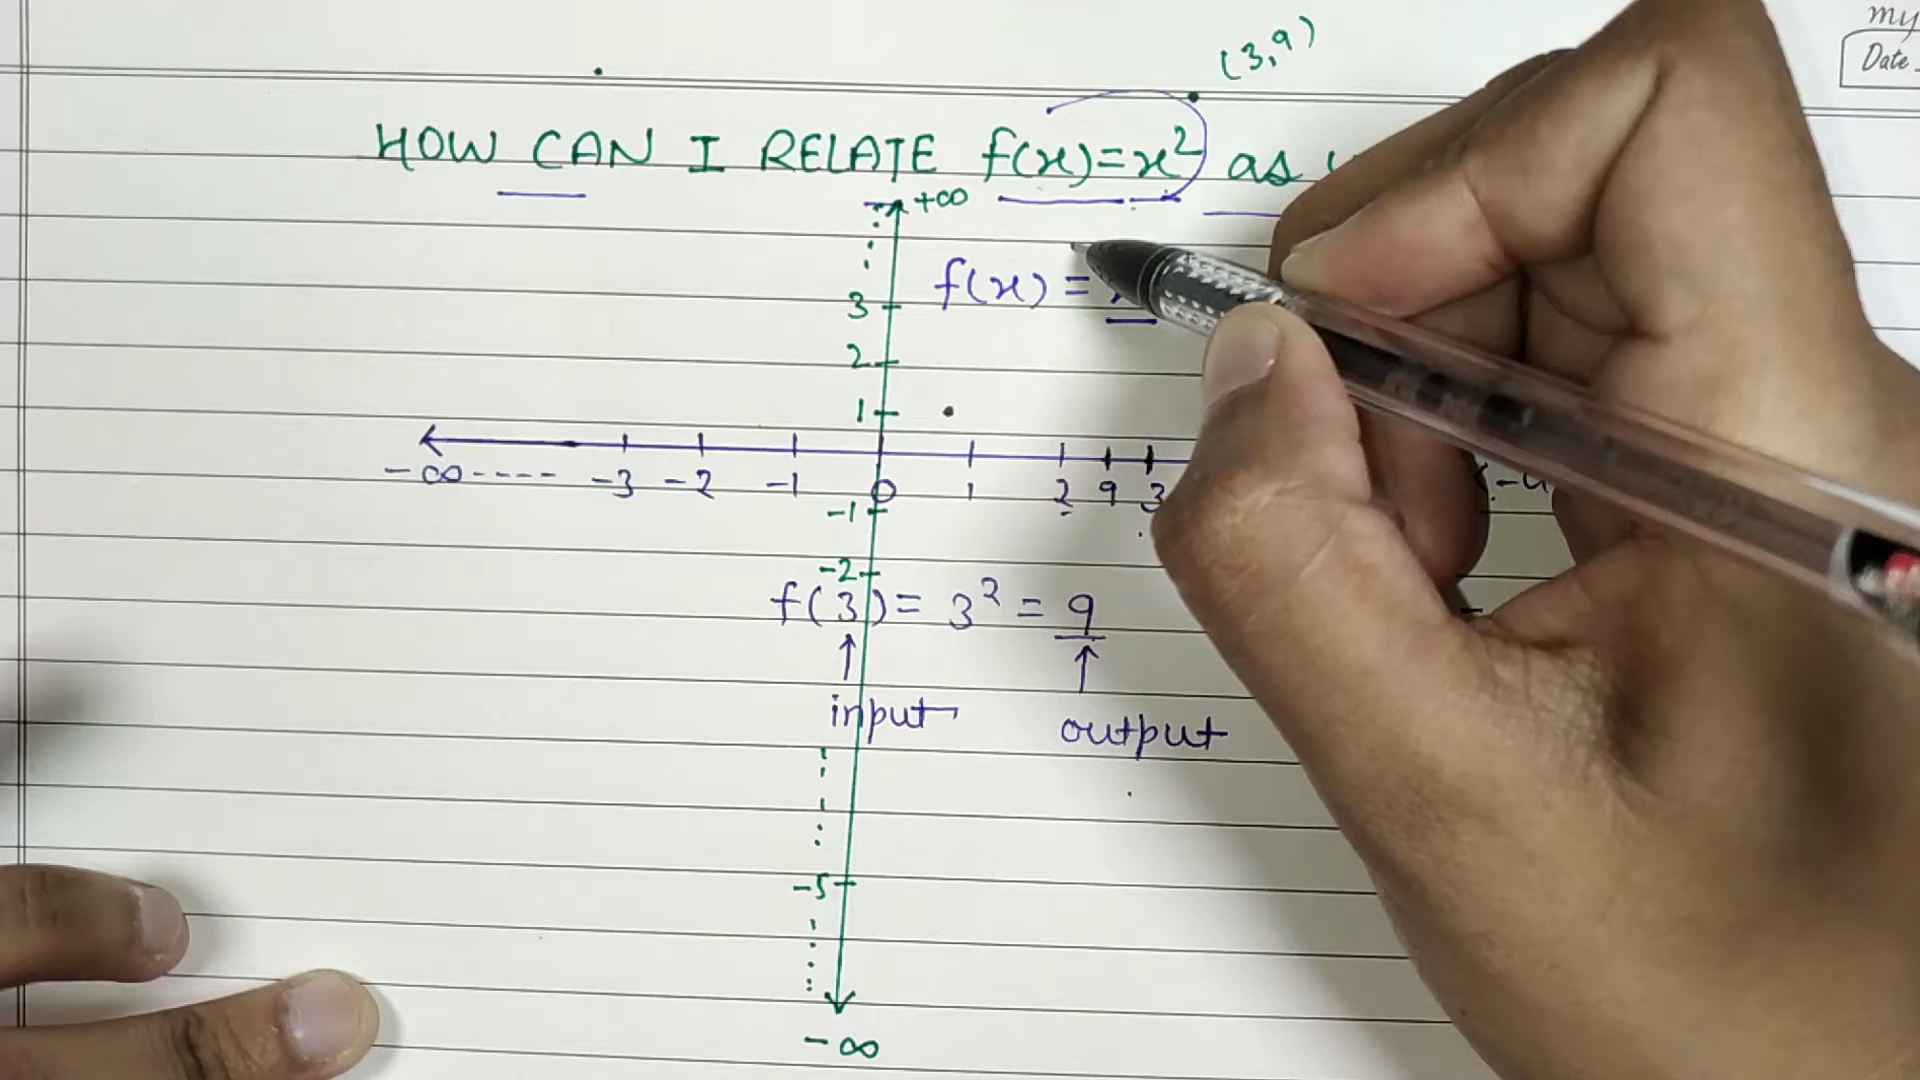 my
Date
(3,9)
HOW CAN I RELATE f(x)=x² as
+∞
f(x) =
3
2
1
-∞---- -3 -2 -1 0 1 2 9 3
-1
-2
f(3) = 3² = 9
input output
-5
-∞